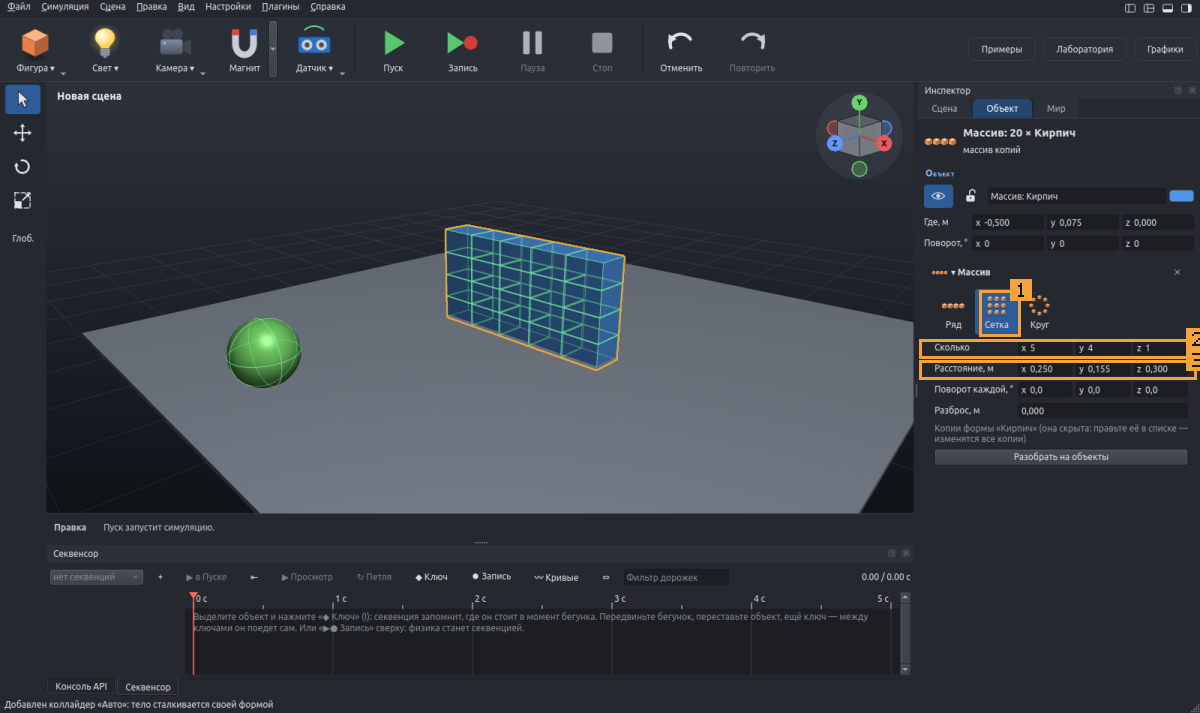 Файл Симуляция Сцена Правка Вид Настройки Плагины Справка
Фигура ▾ Свет ▾ Камера ▾ Магнит Датчик ▾ Пуск Запись Пауза Стоп Отменить Повторить Примеры Лаборатория Графики
Новая сцена
Y
Z X
Глоб.
Инспектор
Сцена Объект Мир
Массив: 20 × Кирпич
массив копий
Объект
Массив: Кирпич
Где, м x -0,500 y 0,075 z 0,000
Поворот,° x 0 y 0 z 0
▾ Массив
1
Ряд Сетка Круг
Сколько x 5 y 4 z 1
Расстояние, м x 0,250 y 0,155 z 0,300
Поворот каждой, ° x 0,0 y 0,0 z 0,0
Разброс, м 0,000
Копии формы «Кирпич» (она скрыта: правьте её в списке —
изменятся все копии)
Разобрать на объекты
Правка Пуск запустит симуляцию.
Секвенсор
нет секвенций + ▶ в Пуске ▶ Просмотр ↻ Петля ◆ Ключ ● Запись Кривые Фильтр дорожек 0.00 / 0.00 с
0 с 1 с 2 с 3 с 4 с 5 с
Выделите объект и нажмите «◆ Ключ» (I): секвенция запомнит, где он стоит в момент бегунка. Передвиньте бегунок, переставьте объект, ещё ключ — между
ключами он поедет сам. Или «▶● Запись» сверху: физика станет секвенцией.
Консоль API Секвенсор
Добавлен коллайдер «Авто»: тело сталкивается своей формой